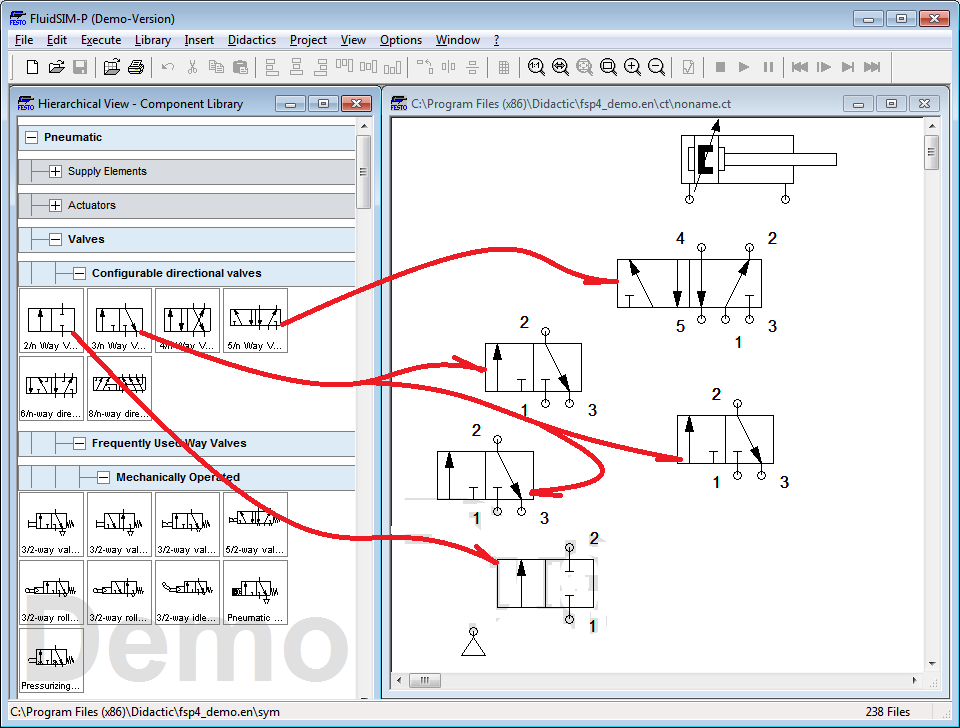 FESTO FluidSIM-P (Demo-Version)
File Edit Execute Library Insert Didactics Project View Options Window ?
1:1
FESTO Hierarchical View - Component Library
FESTO C:\Program Files (x86)\Didactic\fsp4_demo.en\ct\noname.ct
Pneumatic
Supply Elements
Actuators
Valves
Configurable directional valves
2/n Way V... 3/n Way V... 4/n Way V... 5/n Way V...
6/n-way dire... 8/n-way dire...
Frequently Used Way Valves
Mechanically Operated
3/2-way val... 3/2-way val... 3/2-way val... 5/2-way val...
3/2-way roll... 3/2-way roll... 3/2-way idle... Pneumatic ...
Pressurizing...
Demo
4 2
5 1 3
2
1 3
2
1 3
2
1 3
2
1
C:\Program Files (x86)\Didactic\fsp4_demo.en\sym
238 Files